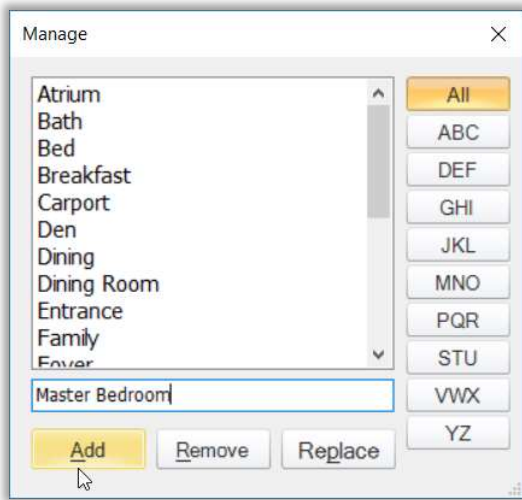 Manage
Atrium
Bath
Bed
Breakfast
Carport
Den
Dining
Dining Room
Entrance
Family
Foyer
Master Bedroom
Add
Remove
Replace
All
ABC
DEF
GHI
JKL
MNO
PQR
STU
VWX
YZ